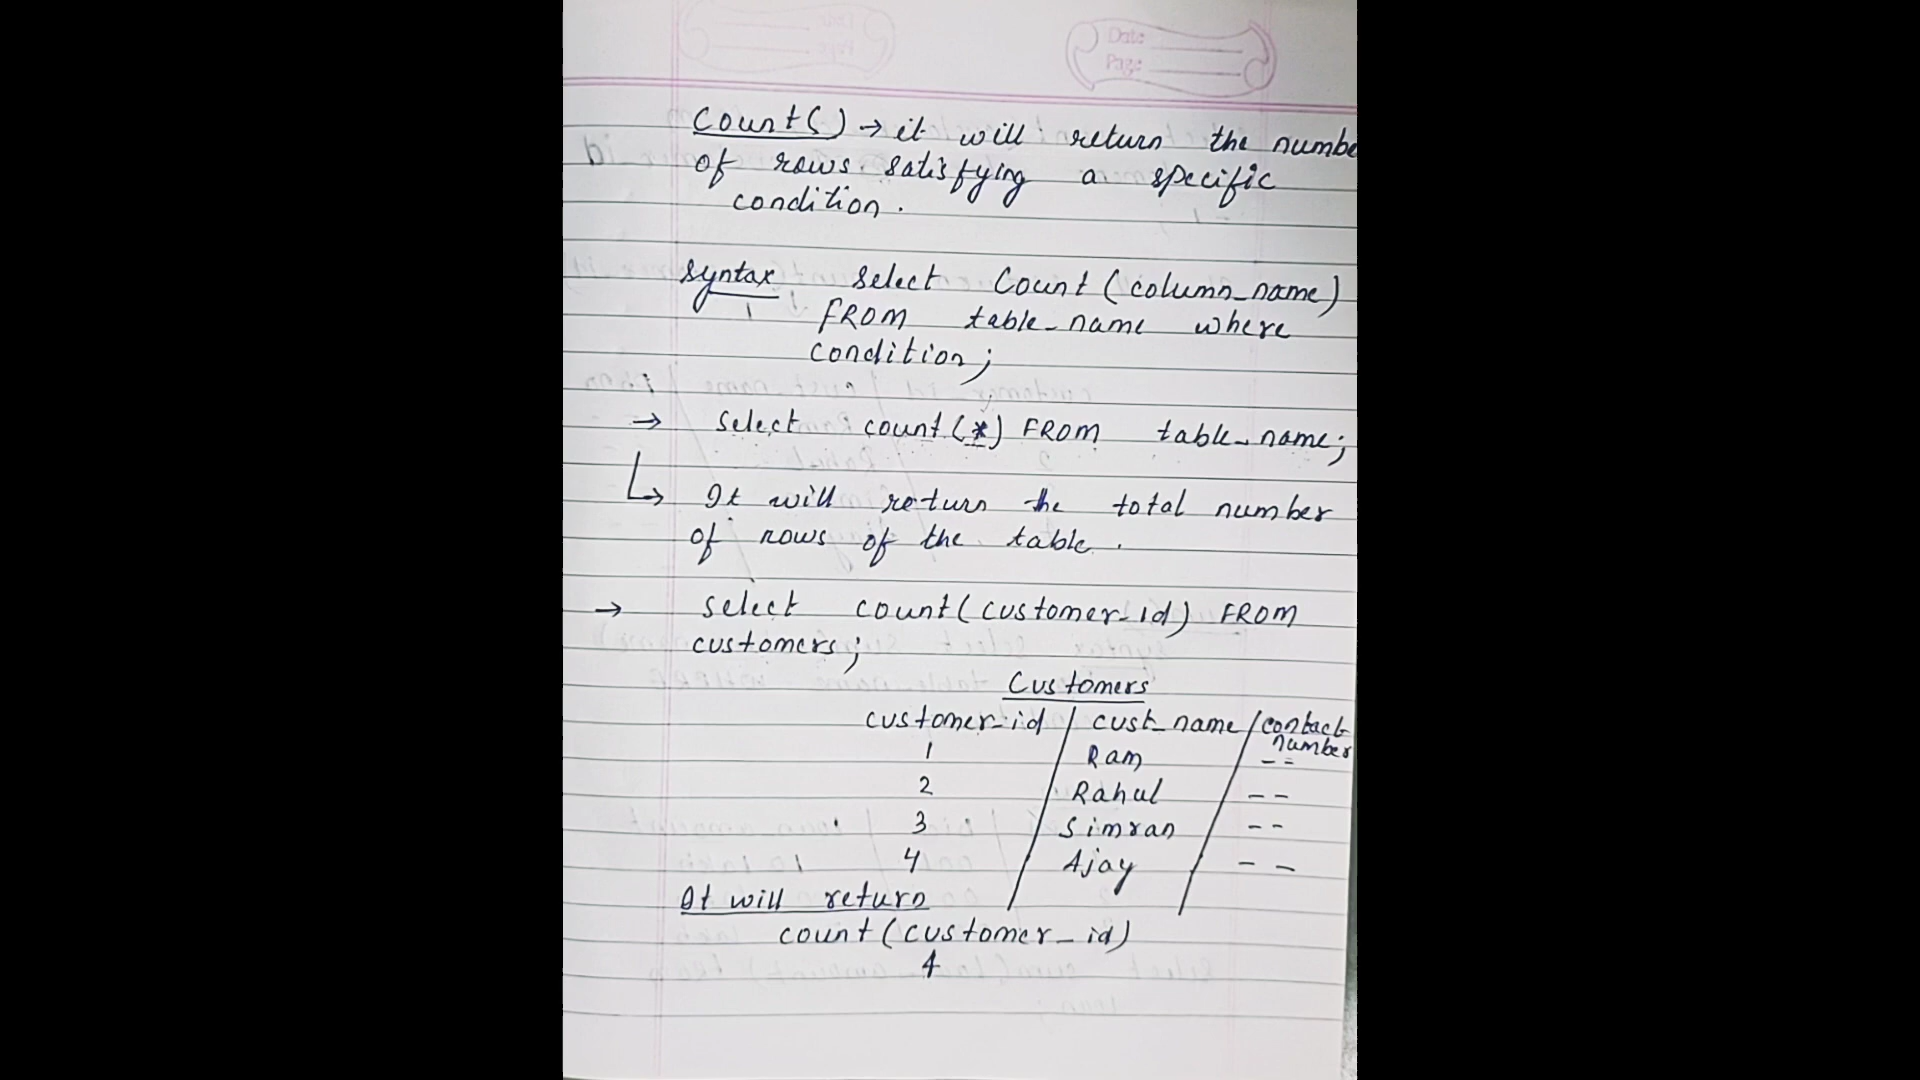 Date
Page
Count() → it will return the numbe
of rows satisfying a specific
condition.
syntax select Count (column_name)
FROM table_name where
condition;
→ select count(*) FROM table_name;
↳ It will return the total number
of rows of the table.
→ select count(customer_id) FROM
customers;
Customers
customer_id / cust_name / contact
number
1 Ram --
2 Rahul --
3 Simran --
4 Ajay --
It will return
count(customer_id)
4